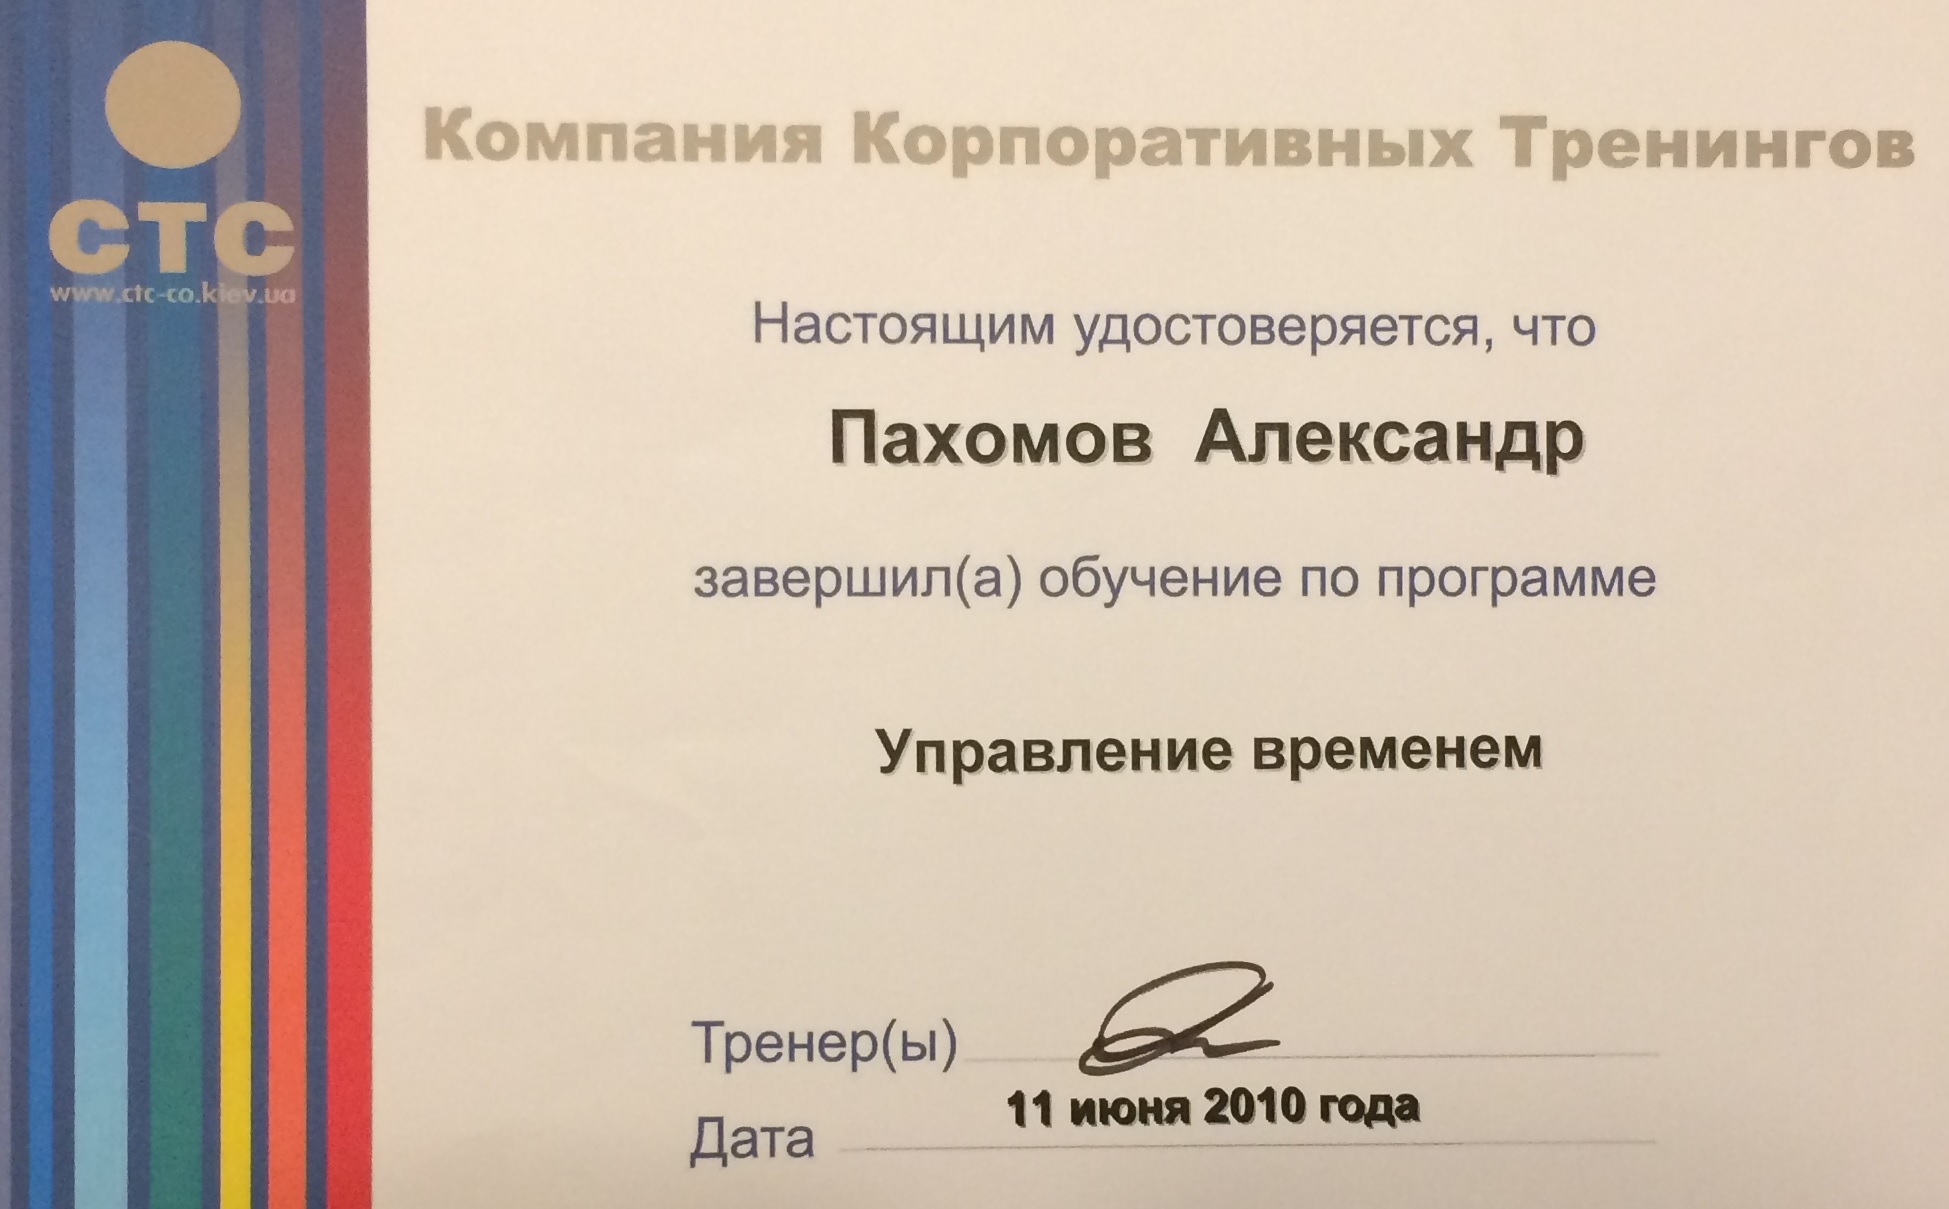 CTC
www.ctc-co.kiev.ua
Компания Корпоративных Тренингов
Настоящим удостоверяется, что
Пахомов Александр
завершил(а) обучение по программе
Управление временем
Тренер(ы)
11 июня 2010 года
Дата